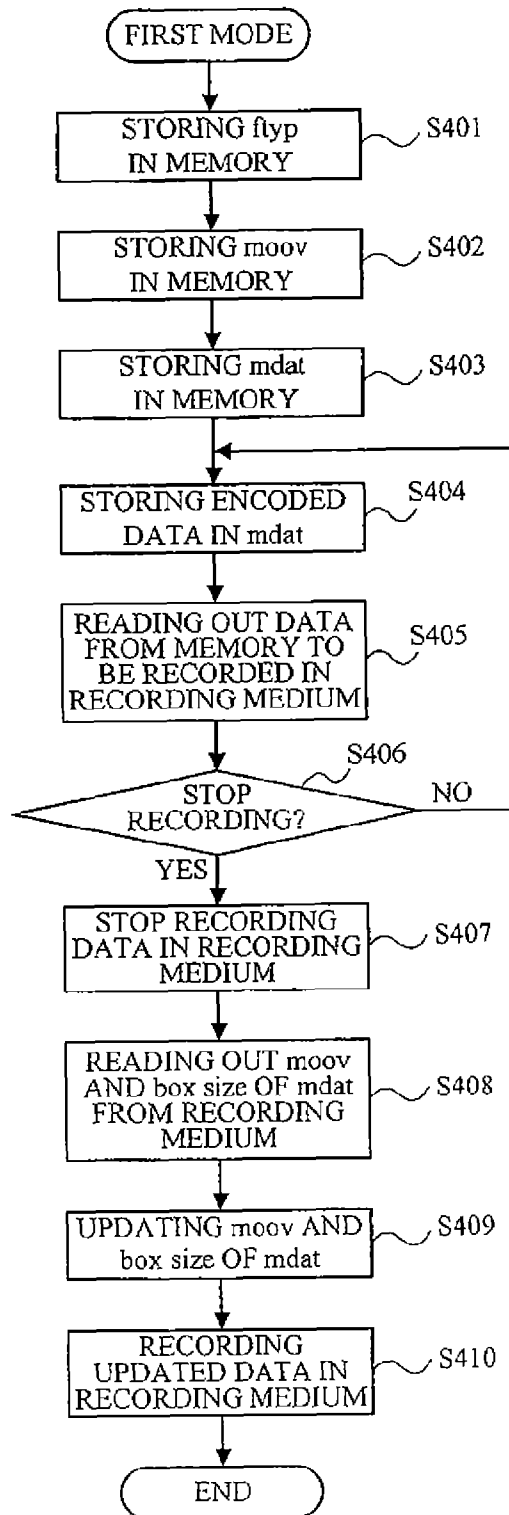 FIRST MODE
STORING ftyp
IN MEMORY
S401
STORING moov
IN MEMORY
S402
STORING mdat
IN MEMORY
S403
STORING ENCODED
DATA IN mdat
S404
READING OUT DATA
FROM MEMORY TO
BE RECORDED IN
RECORDING MEDIUM
S405
STOP
RECORDING?
S406
NO
YES
STOP RECORDING
DATA IN RECORDING
MEDIUM
S407
READING OUT moov
AND box size OF mdat
FROM RECORDING
MEDIUM
S408
UPDATING moov AND
box size OF mdat
S409
RECORDING
UPDATED DATA IN
RECORDING MEDIUM
S410
END